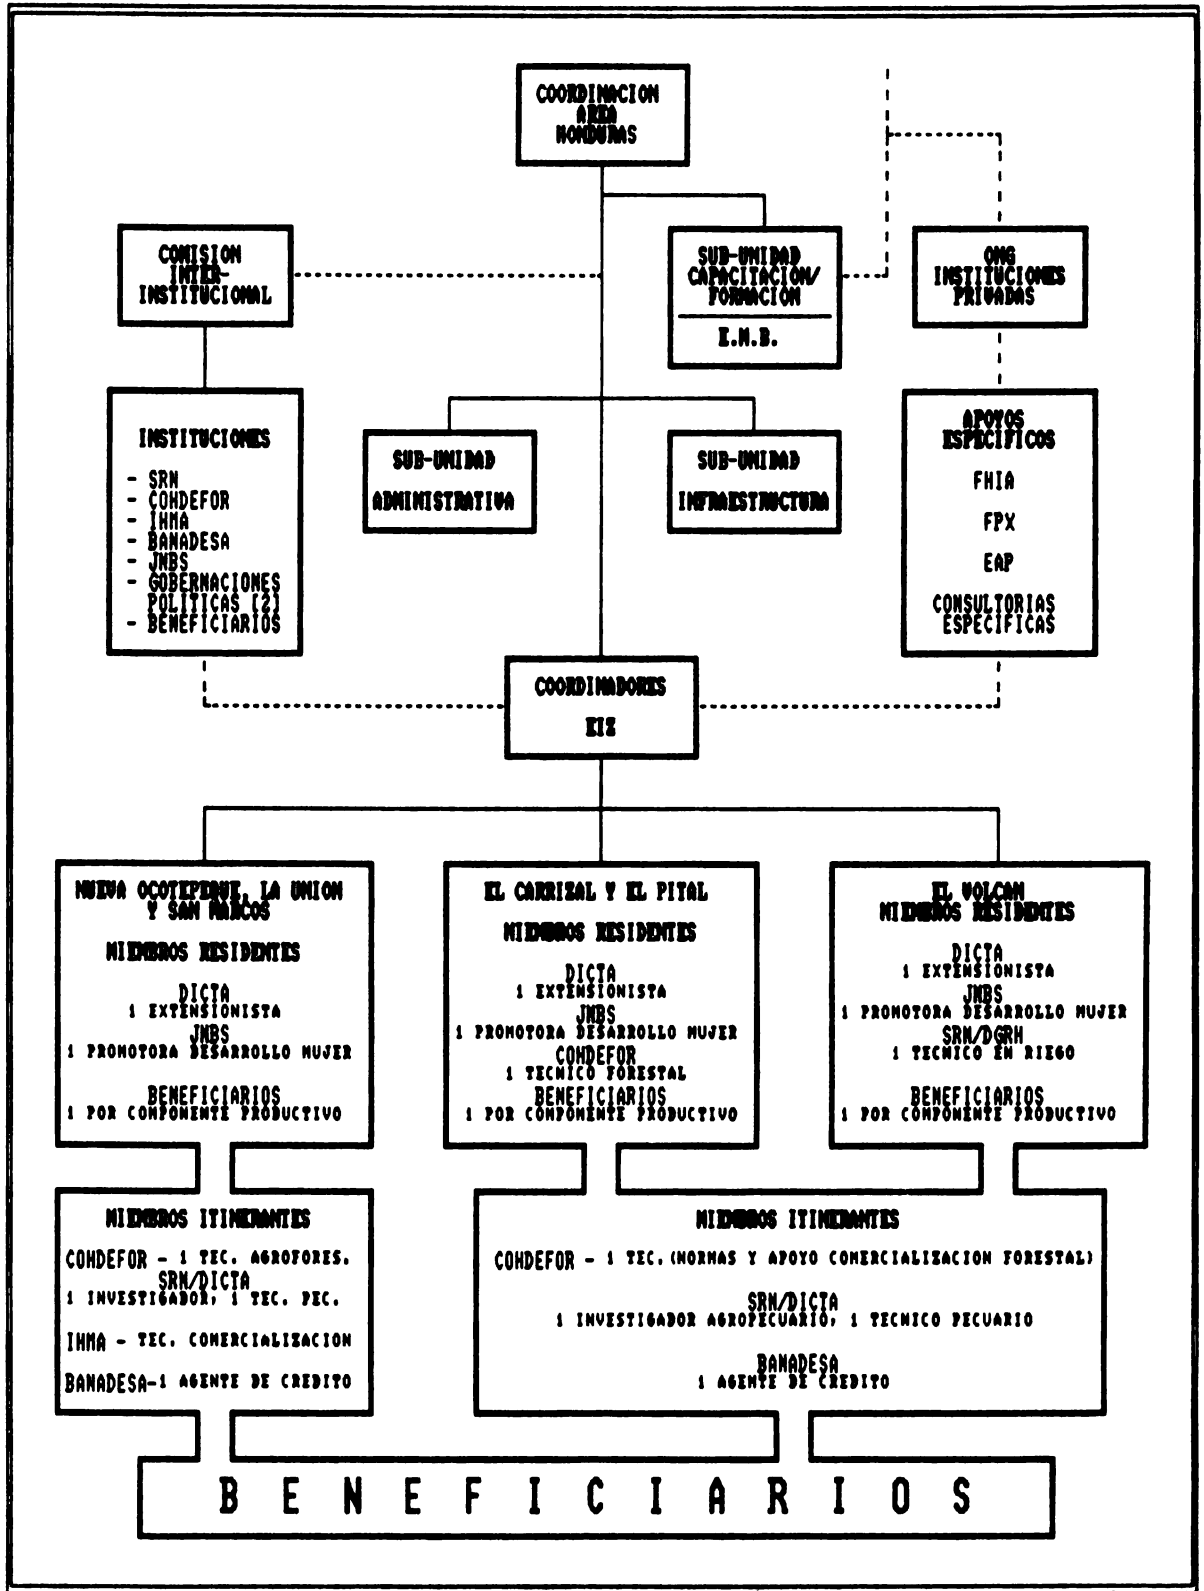 COORDINACION
AREA
HONDURAS
COMISION
INTER-
INSTITUCIONAL
SUB-UNIDAD
CAPACITACION/
FORMACION
E.M.B.
ONG
INSTITUCIONES
PRIVADAS
INSTITUCIONES
- SRN
- COHDEFOR
- IHMA
- BANADESA
- JNBS
- GOBERNACIONES
POLITICAS [2]
- BENEFICIARIOS
SUB-UNIDAD
ADMINISTRATIVA
SUB-UNIDAD
INFRAESTRUCTURA
APOYOS
ESPECIFICOS
FHIA
FPX
EAP
CONSULTORIAS
ESPECIFICAS
COORDINADORES
EIZ
NUEVA OCOTEPEQUE, LA UNION
Y SAN MARCOS
MIEMBROS RESIDENTES
DICTA
1 EXTENSIONISTA
JNBS
1 PROMOTORA DESARROLLO MUJER
BENEFICIARIOS
1 POR COMPONENTE PRODUCTIVO
EL CARRIZAL Y EL PITAL
MIEMBROS RESIDENTES
DICTA
1 EXTENSIONISTA
JNBS
1 PROMOTORA DESARROLLO MUJER
COHDEFOR
1 TECNICO FORESTAL
BENEFICIARIOS
1 POR COMPONENTE PRODUCTIVO
EL VOLCAN
MIEMBROS RESIDENTES
DICTA
1 EXTENSIONISTA
JNBS
1 PROMOTORA DESARROLLO MUJER
SRN/DGRH
1 TECNICO EN RIEGO
BENEFICIARIOS
1 POR COMPONENTE PRODUCTIVO
MIEMBROS ITINERANTES
COHDEFOR - 1 TEC. AGROFORES.
SRN/DICTA
1 INVESTIGADOR, 1 TEC. PEC.
IHMA - TEC. COMERCIALIZACION
BANADESA-1 AGENTE DE CREDITO
MIEMBROS ITINERANTES
COHDEFOR - 1 TEC. (NORMAS Y APOYO COMERCIALIZACION FORESTAL)
SRN/DICTA
1 INVESTIGADOR AGROPECUARIO, 1 TECNICO PECUARIO
BANADESA
1 AGENTE DE CREDITO
B E N E F I C I A R I O S